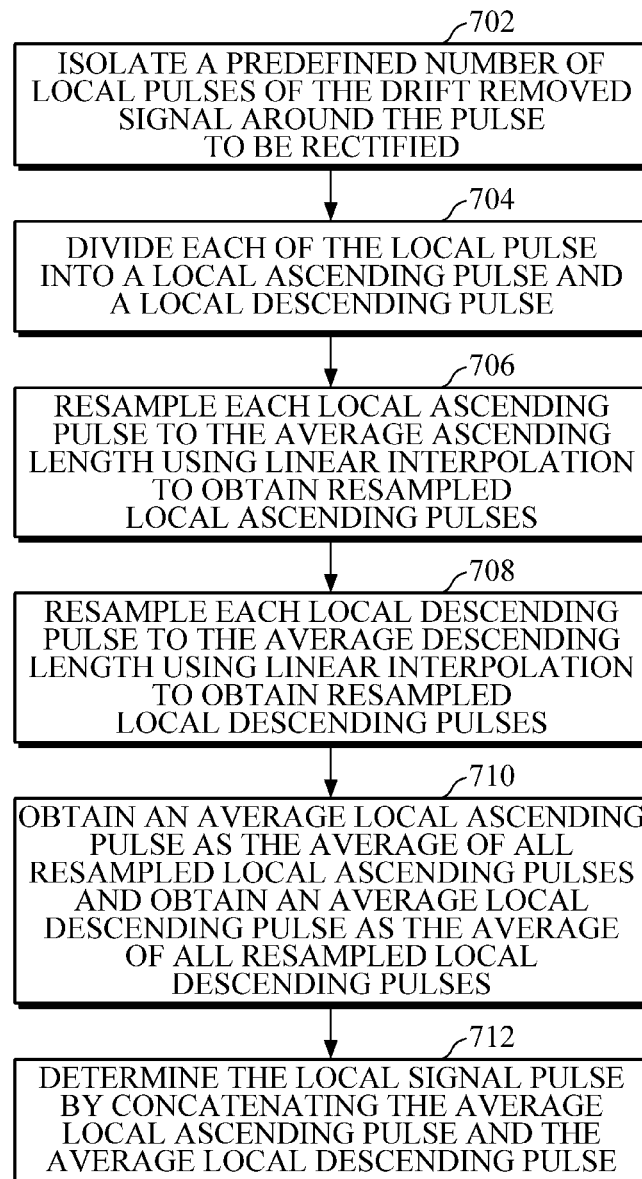 702
ISOLATE A PREDEFINED NUMBER OF
LOCAL PULSES OF THE DRIFT REMOVED
SIGNAL AROUND THE PULSE
TO BE RECTIFIED
704
DIVIDE EACH OF THE LOCAL PULSE
INTO A LOCAL ASCENDING PULSE AND
A LOCAL DESCENDING PULSE
706
RESAMPLE EACH LOCAL ASCENDING
PULSE TO THE AVERAGE ASCENDING
LENGTH USING LINEAR INTERPOLATION
TO OBTAIN RESAMPLED
LOCAL ASCENDING PULSES
708
RESAMPLE EACH LOCAL DESCENDING
PULSE TO THE AVERAGE DESCENDING
LENGTH USING LINEAR INTERPOLATION
TO OBTAIN RESAMPLED
LOCAL DESCENDING PULSES
710
OBTAIN AN AVERAGE LOCAL ASCENDING
PULSE AS THE AVERAGE OF ALL
RESAMPLED LOCAL ASCENDING PULSES
AND OBTAIN AN AVERAGE LOCAL
DESCENDING PULSE AS THE AVERAGE
OF ALL RESAMPLED LOCAL
DESCENDING PULSES
712
DETERMINE THE LOCAL SIGNAL PULSE
BY CONCATENATING THE AVERAGE
LOCAL ASCENDING PULSE AND THE
AVERAGE LOCAL DESCENDING PULSE